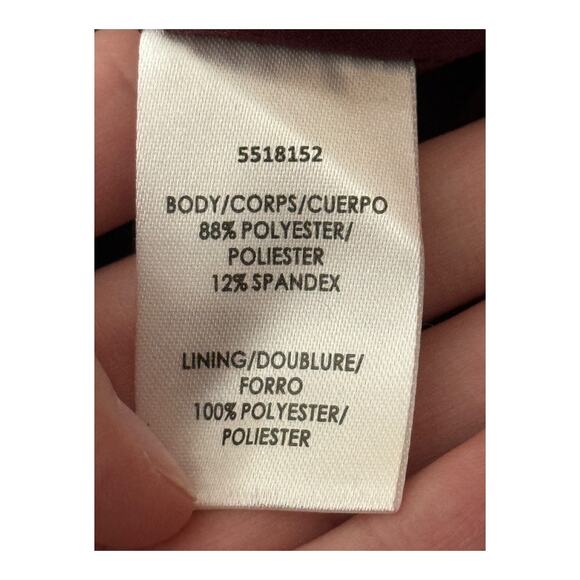 5518152
BODY/CORPS/CUERPO
88% POLYESTER/
POLIESTER
12% SPANDEX
LINING/DOUBLURE/
FORRO
100% POLYESTER/
POLIESTER